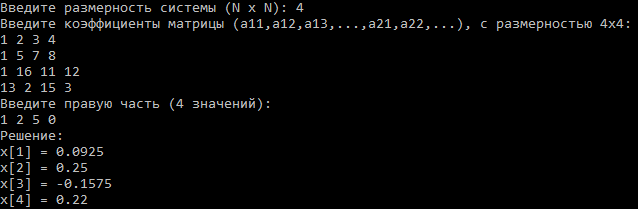 Введите размерность системы (N x N): 4
Введите коэффициенты матрицы (a11,a12,a13,...,a21,a22,...), с размерностью 4x4:
1 2 3 4
1 5 7 8
1 16 11 12
13 2 15 3
Введите правую часть (4 значений):
1 2 5 0
Решение:
x[1] = 0.0925
x[2] = 0.25
x[3] = -0.1575
x[4] = 0.22